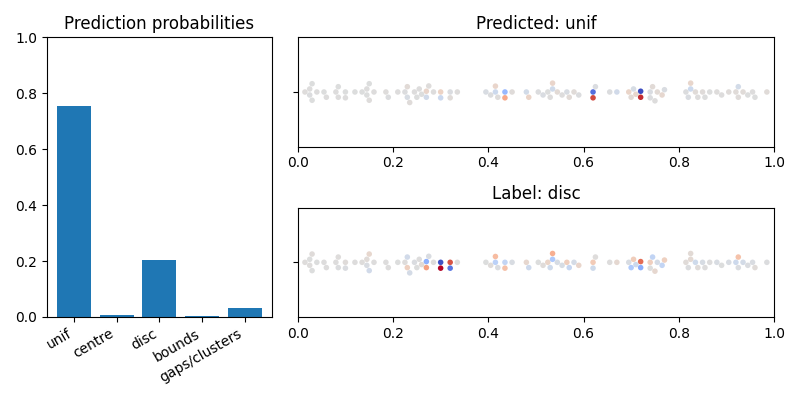 Prediction probabilities
1.0
0.8
0.6
0.4
0.2
0.0
unif
centre
disc
bounds
gaps/clusters
Predicted: unif
0.0 0.2 0.4 0.6 0.8 1.0
Label: disc
0.0 0.2 0.4 0.6 0.8 1.0